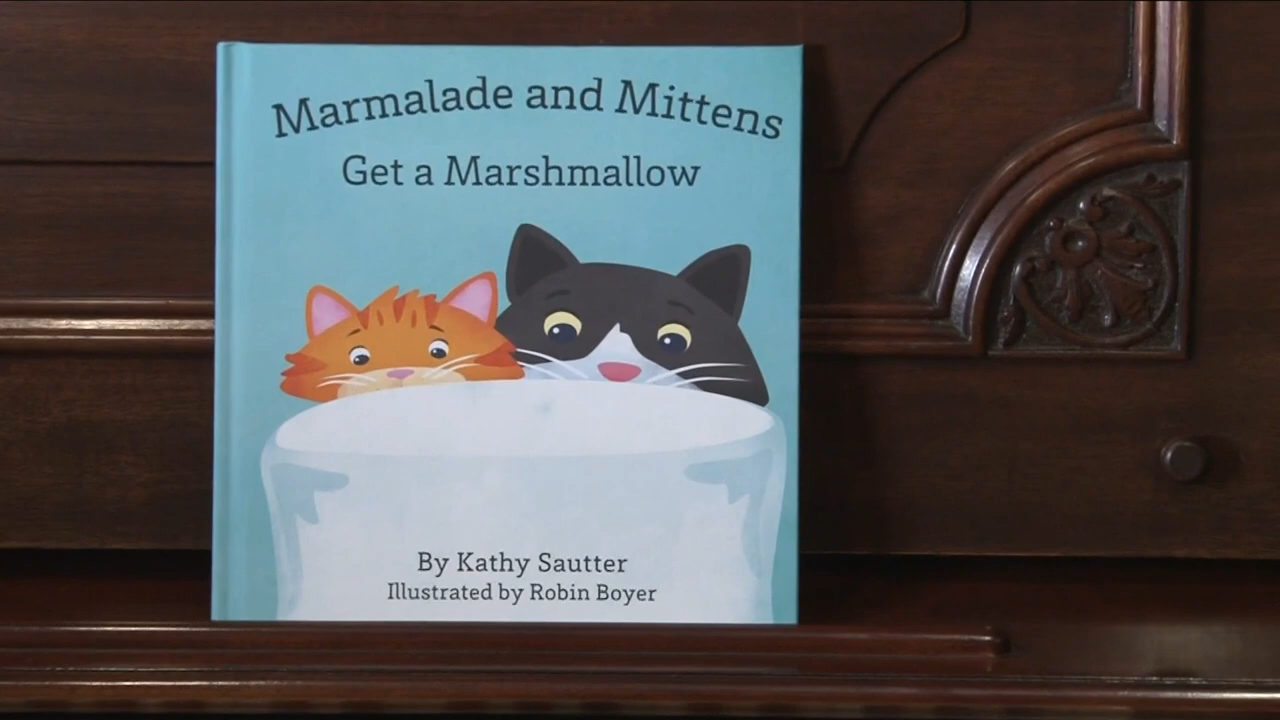 Marmalade and Mittens
Get a Marshmallow
By Kathy Sautter
Illustrated by Robin Boyer